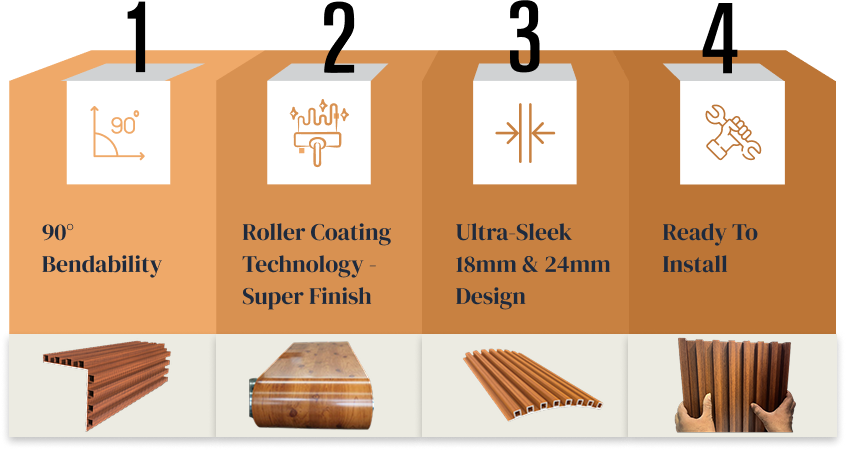 1
2
3
4
90°
90°
Bendability
Roller Coating
Technology -
Super Finish
Ultra-Sleek
18mm & 24mm
Design
Ready To
Install